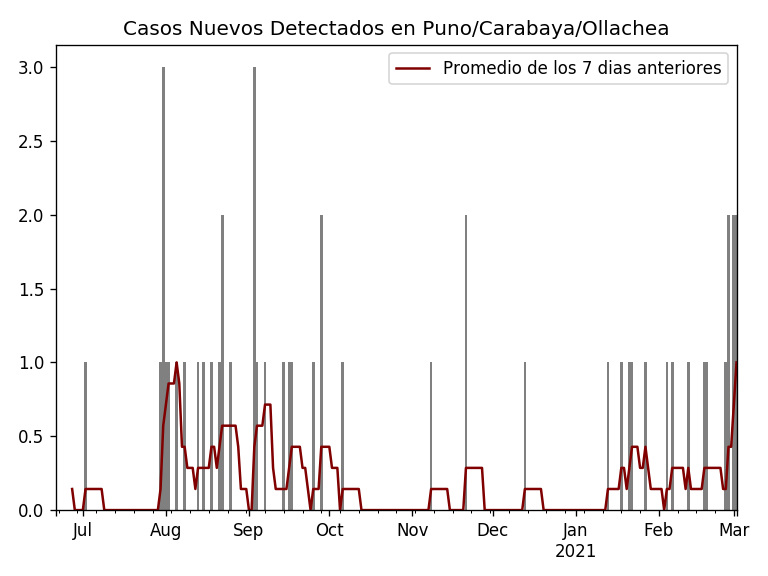 Casos Nuevos Detectados en Puno/Carabaya/Ollachea
Promedio de los 7 dias anteriores
3.0
2.5
2.0
1.5
1.0
0.5
0.0
Jul Aug Sep Oct Nov Dec Jan Feb Mar
2021